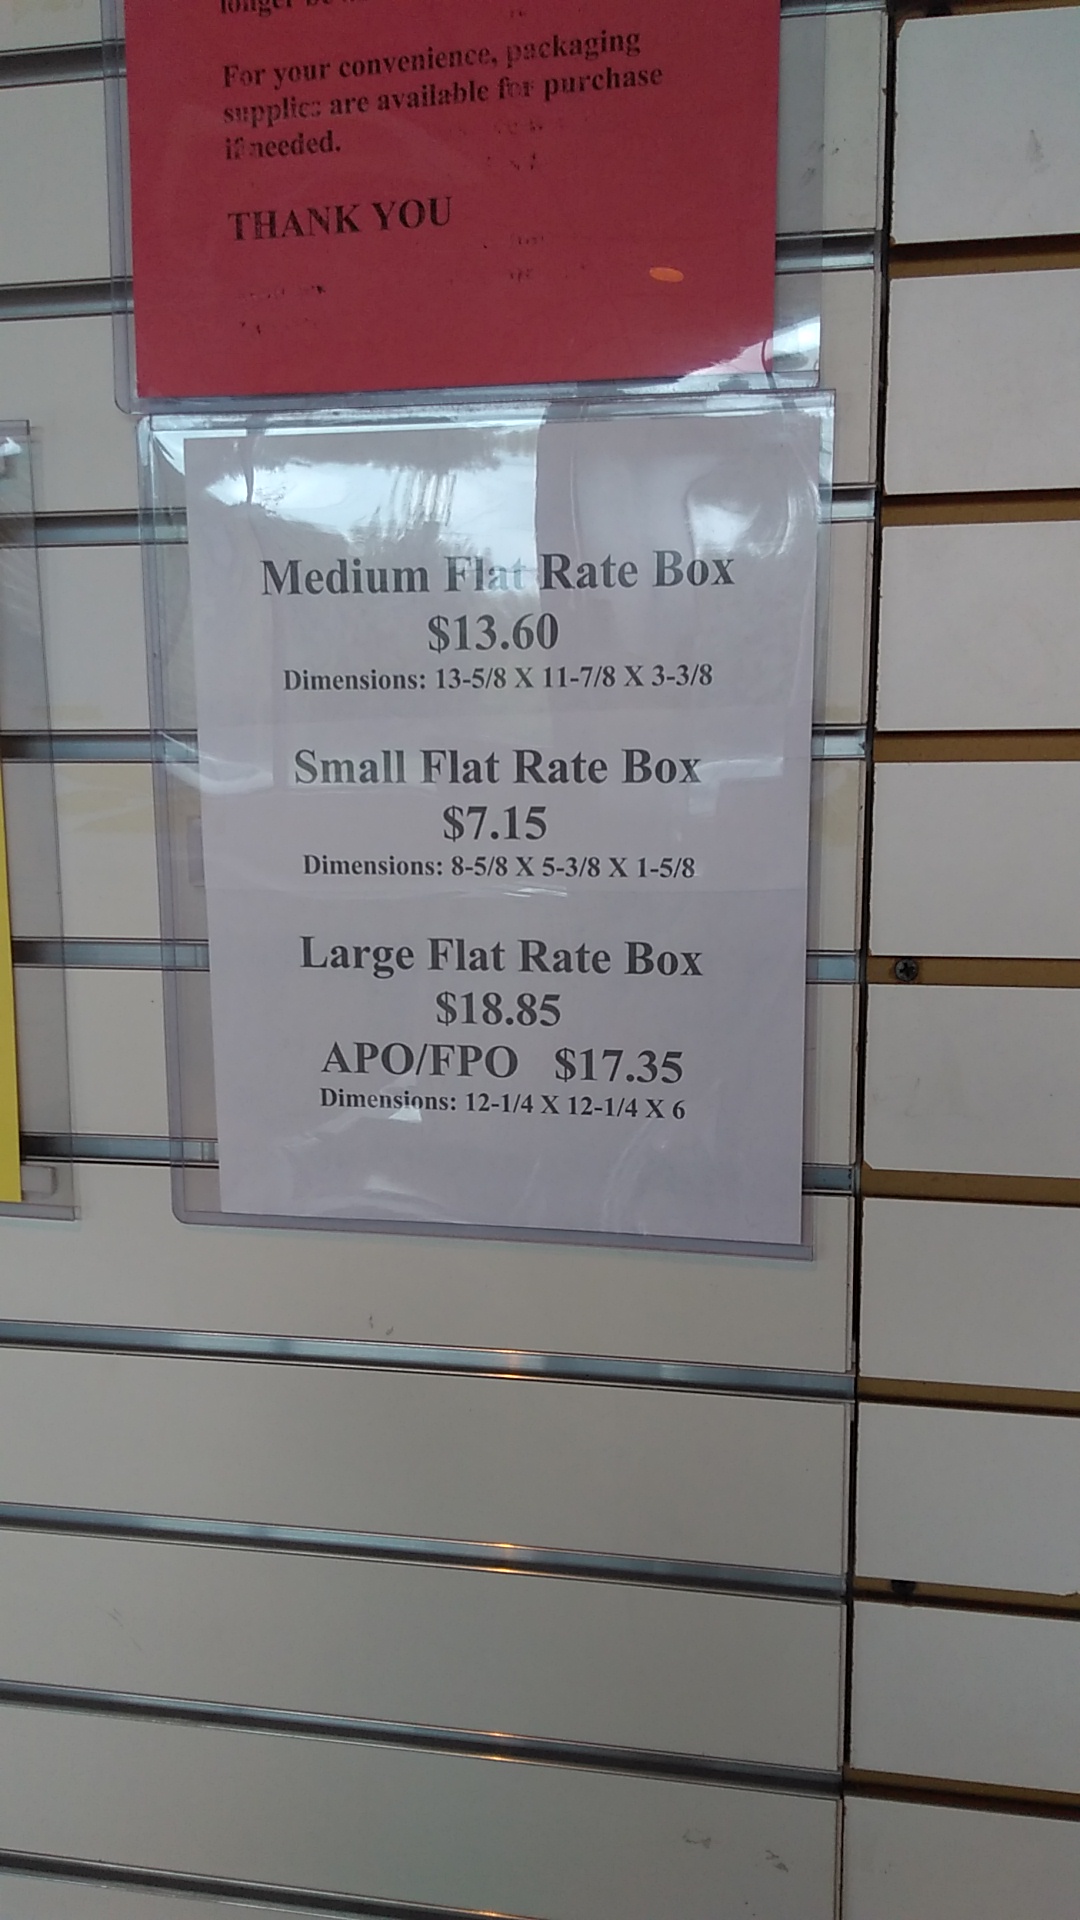 For your convenience, packaging
supplies are available for purchase
if needed.
THANK YOU
Medium Flat Rate Box
$13.60
Dimensions: 13-5/8 X 11-7/8 X 3-3/8
Small Flat Rate Box
$7.15
Dimensions: 8-5/8 X 5-3/8 X 1-5/8
Large Flat Rate Box
$18.85
APO/FPO $17.35
Dimensions: 12-1/4 X 12-1/4 X 6